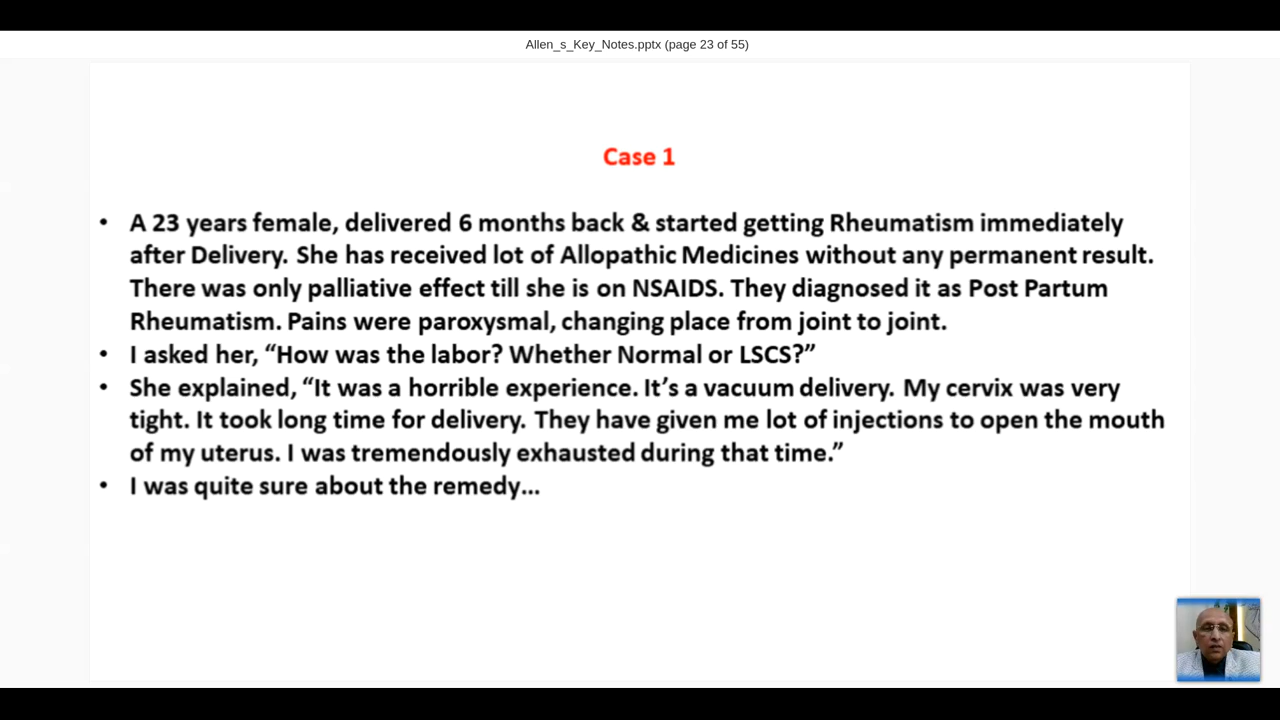 Allen_s_Key_Notes.pptx (page 23 of 55)
Case 1
• A 23 years female, delivered 6 months back & started getting Rheumatism immediately
after Delivery. She has received lot of Allopathic Medicines without any permanent result.
There was only palliative effect till she is on NSAIDS. They diagnosed it as Post Partum
Rheumatism. Pains were paroxysmal, changing place from joint to joint.
• I asked her, “How was the labor? Whether Normal or LSCS?”
• She explained, “It was a horrible experience. It’s a vacuum delivery. My cervix was very
tight. It took long time for delivery. They have given me lot of injections to open the mouth
of my uterus. I was tremendously exhausted during that time.”
• I was quite sure about the remedy...